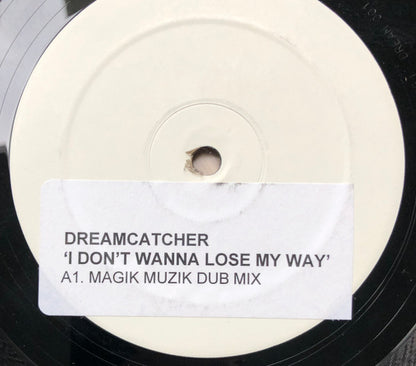 DREAMCATCHER
‘I DON’T WANNA LOSE MY WAY’
A1. MAGIK MUZIK DUB MIX